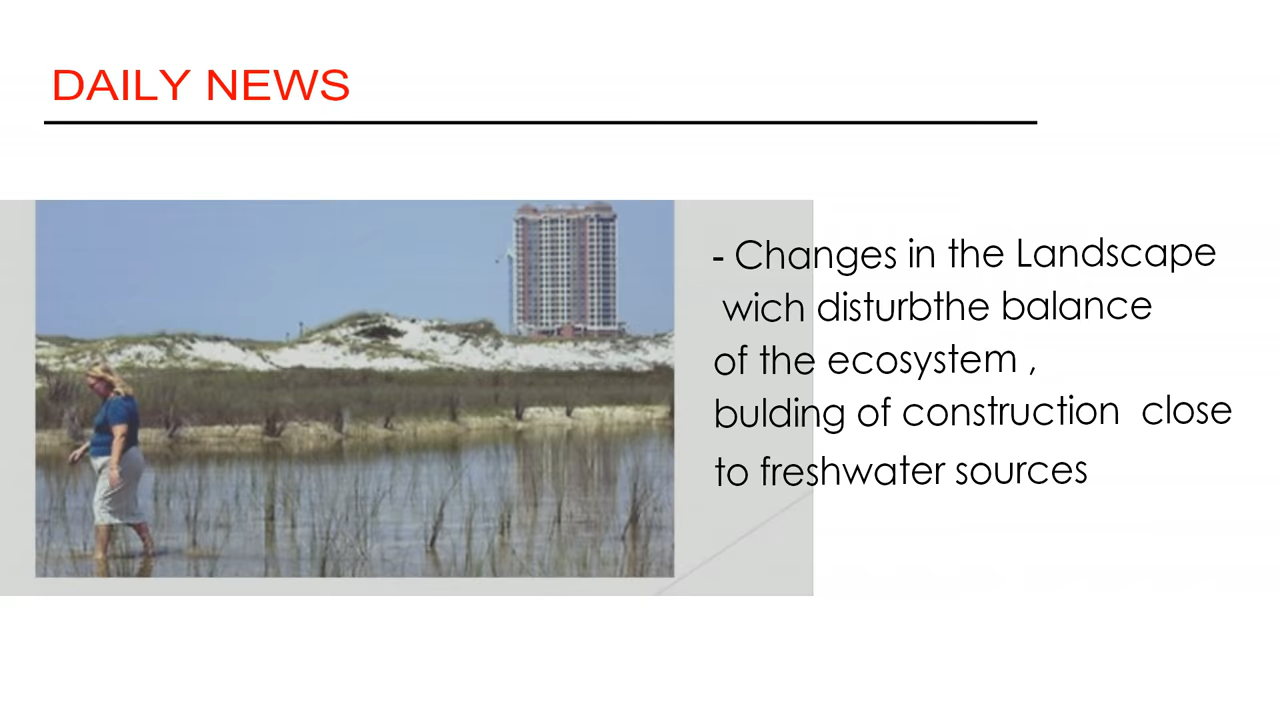 DAILY NEWS
- Changes in the Landscape
wich disturbthe balance
of the ecosystem ,
bulding of construction close
to freshwater sources